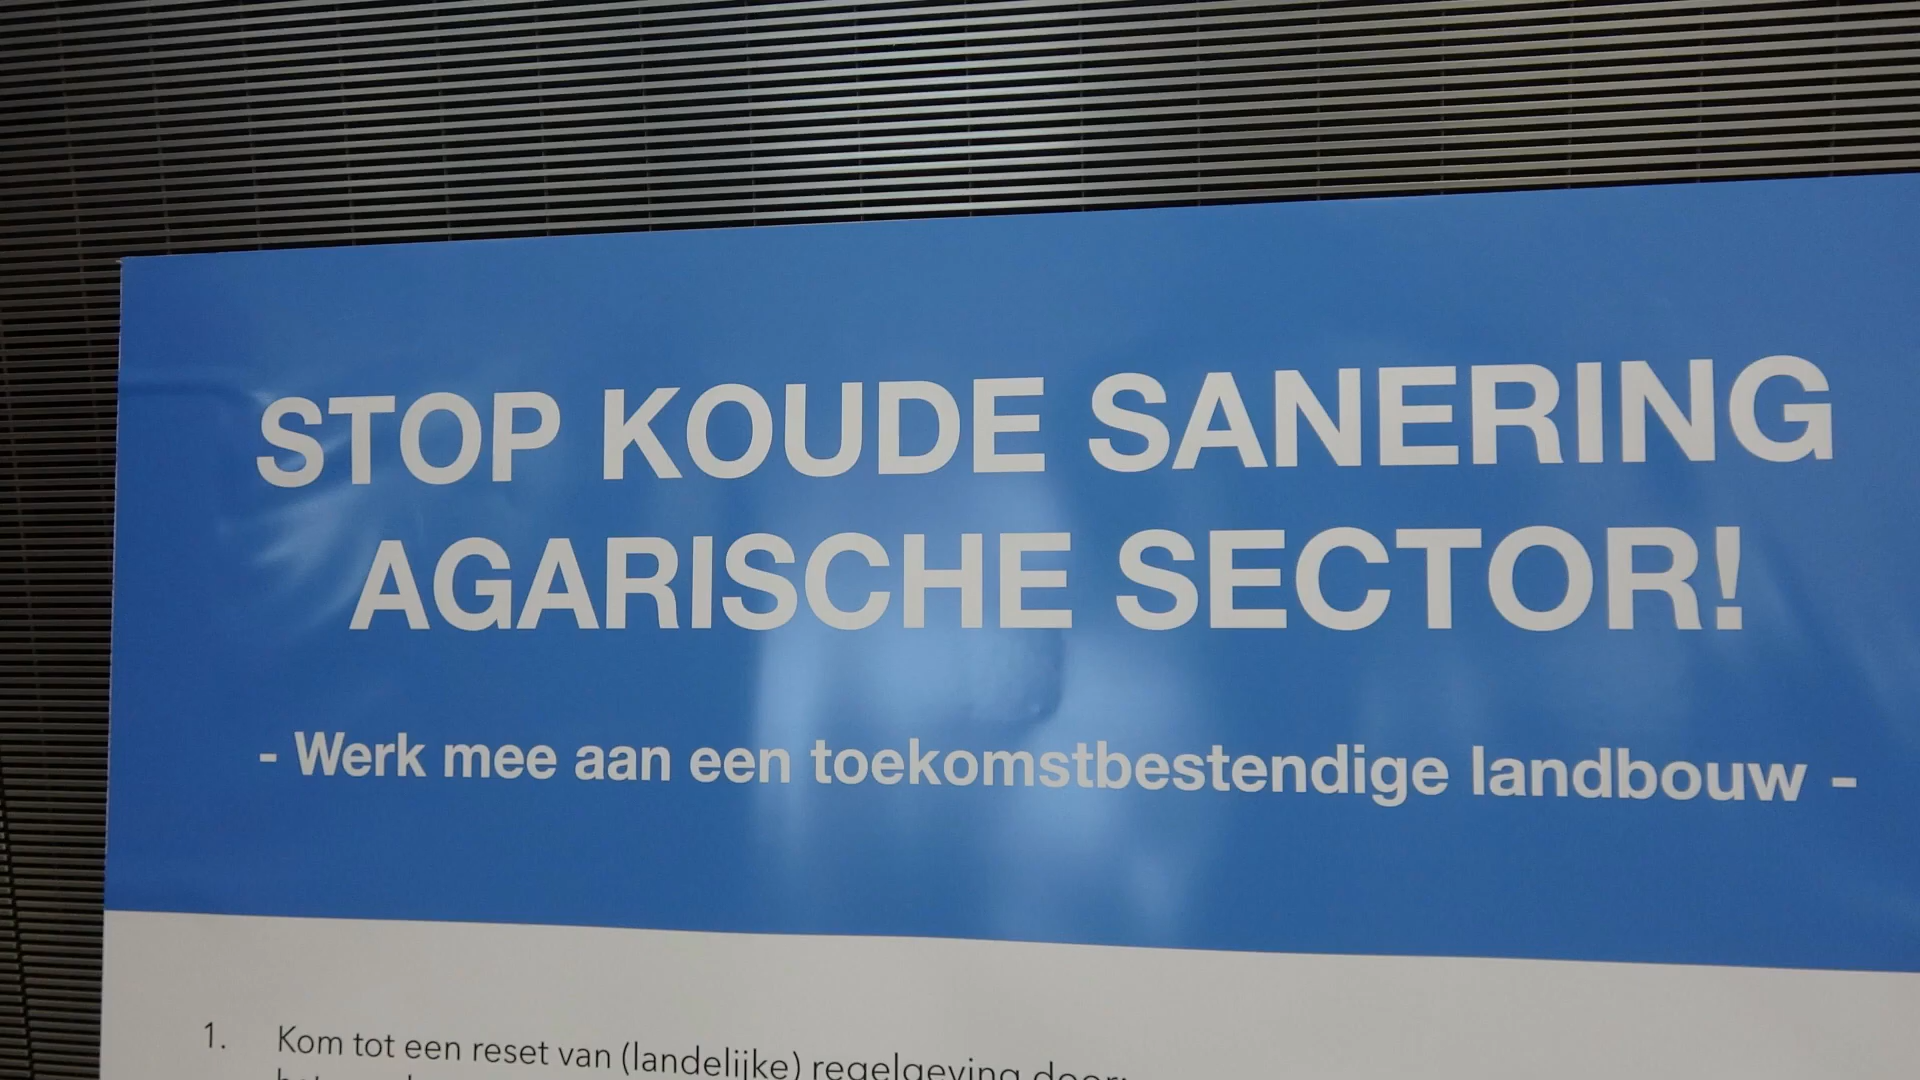 STOP KOUDE SANERING
AGARISCHE SECTOR!
- Werk mee aan een toekomstbestendige landbouw -
1. Kom tot een reset van (landelijke) regelgeving door: